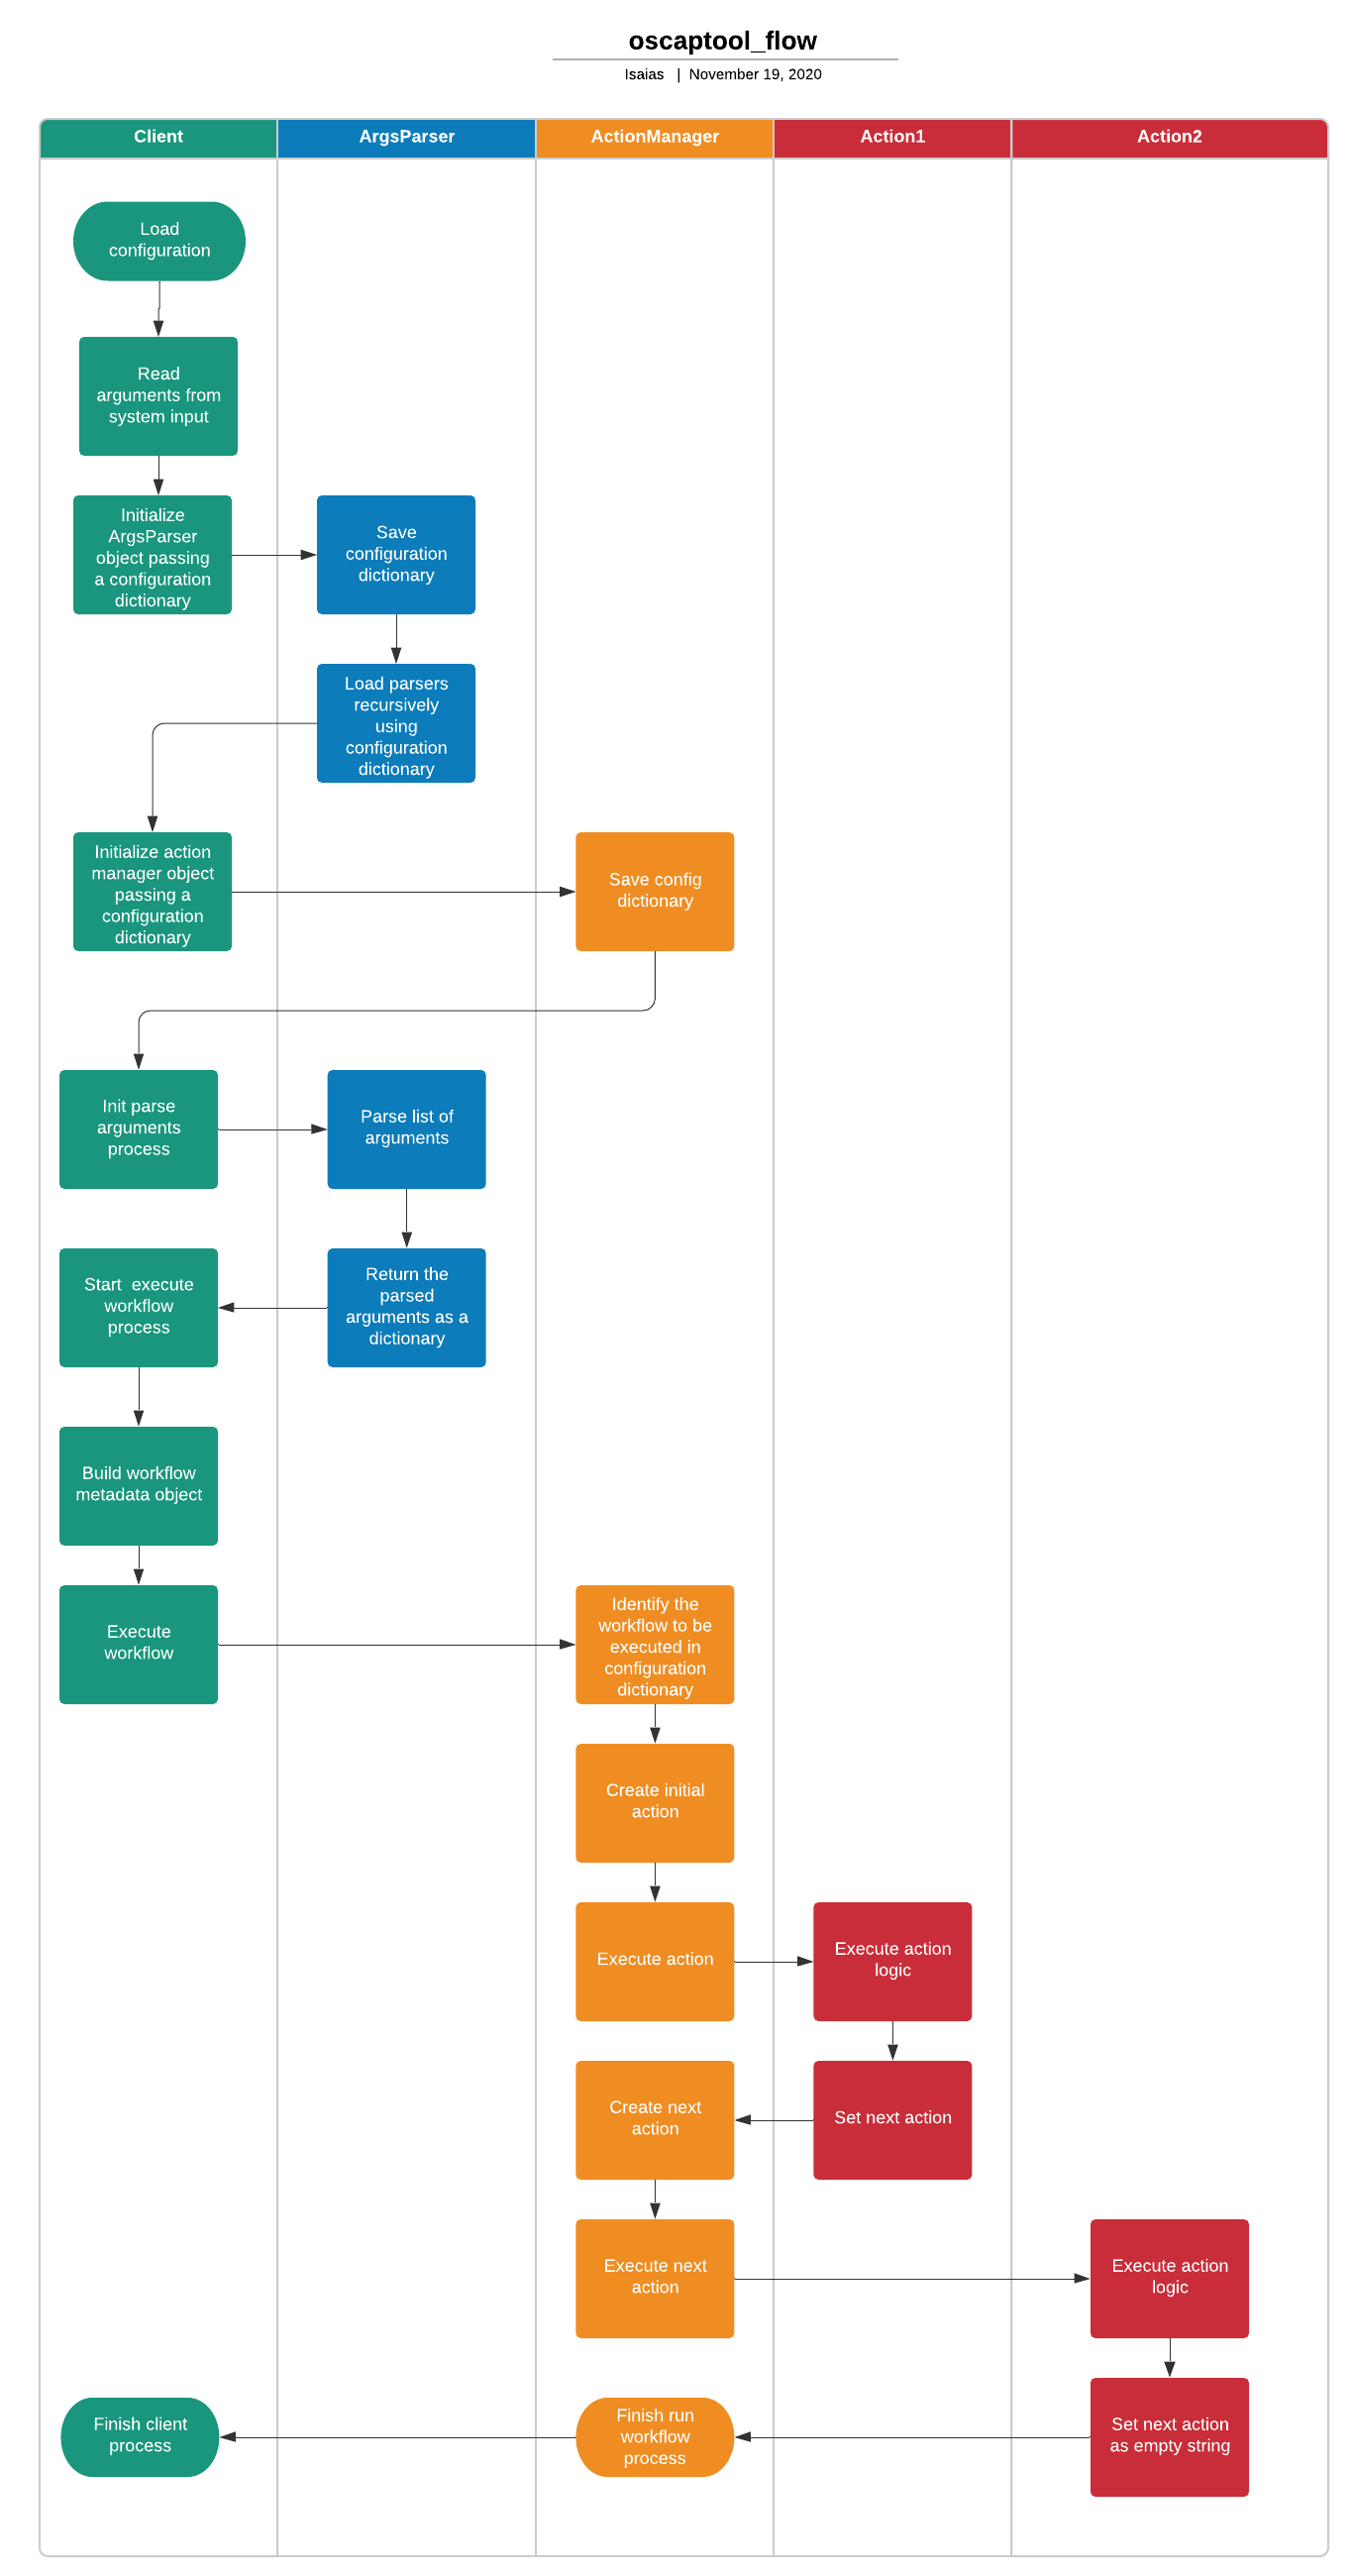 oscaptool_flow
Isaias | November 19, 2020
Client
ArgsParser
ActionManager
Action1
Action2
Load
configuration
Read
arguments from
system input
Initialize
ArgsParser
object passing
a configuration
dictionary
Save
configuration
dictionary
Load parsers
recursively
using
configuration
dictionary
Initialize action
manager object
passing a
configuration
dictionary
Save config
dictionary
Init parse
arguments
process
Parse list of
arguments
Return the
parsed
arguments as a
dictionary
Start execute
workflow
process
Build workflow
metadata object
Execute
workflow
Identify the
workflow to be
executed in
configuration
dictionary
Create initial
action
Execute action
Execute action
logic
Set next action
Create next
action
Execute next
action
Execute action
logic
Set next action
as empty string
Finish run
workflow
process
Finish client
process